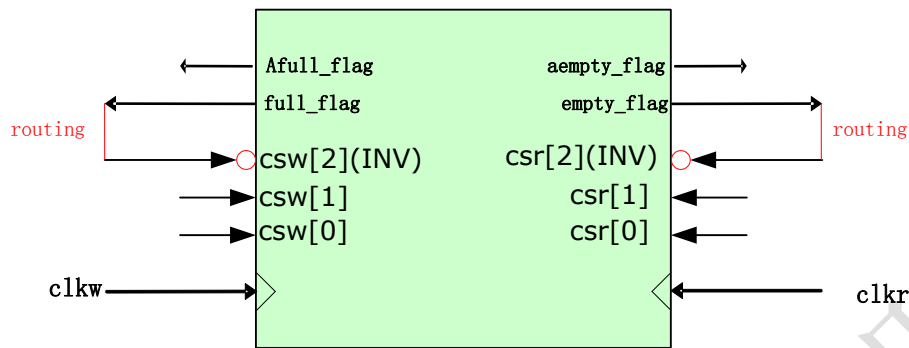 Afull_flag
aempty_flag
full_flag
empty_flag
routing
routing
csw[2](INV)
csr[2](INV)
csw[1]
csr[1]
csw[0]
csr[0]
clkw
clkr